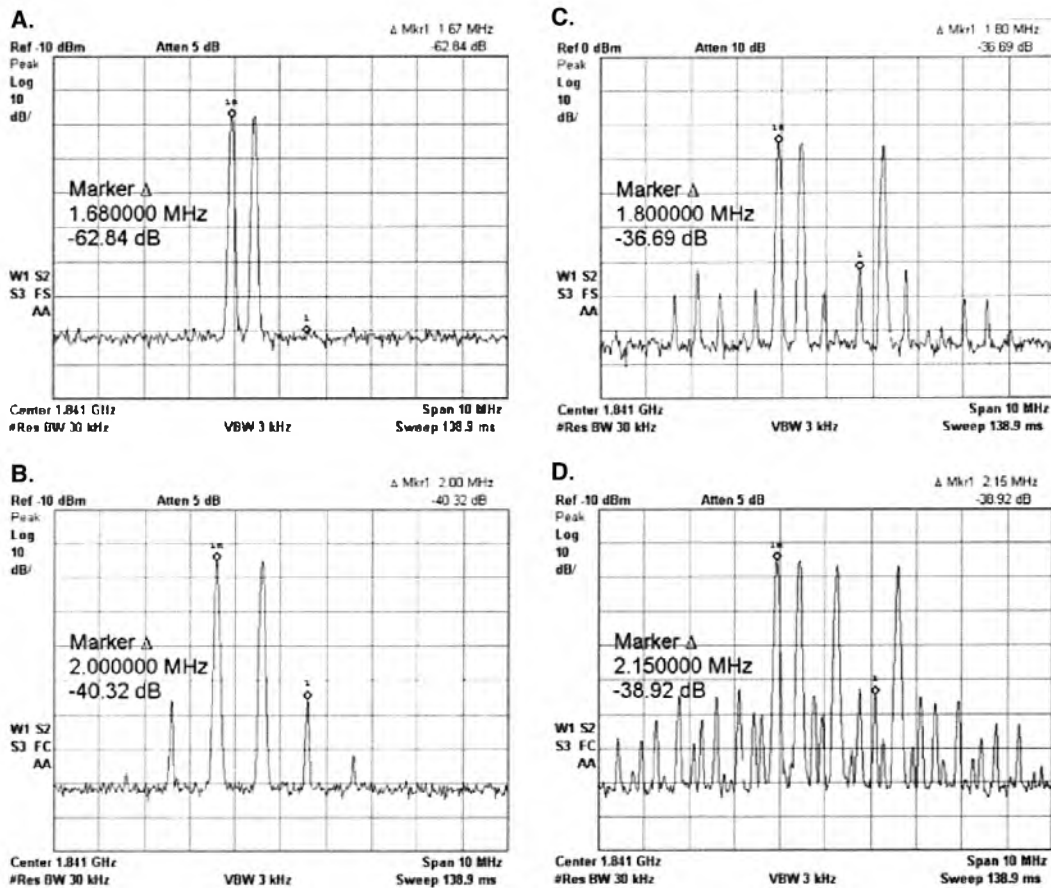 A.
Δ Mkr1 1.67 MHz
Ref -10 dBm Atten 5 dB -62.84 dB
Peak
Log
10
dB/
1R
Marker Δ
1.680000 MHz
-62.84 dB
1
W1 S2
S3 FS
AA
Center 1.841 GHz Span 10 MHz
#Res BW 30 kHz VBW 3 kHz Sweep 138.9 ms
B.
Δ Mkr1 2.00 MHz
Ref -10 dBm Atten 5 dB -40.32 dB
Peak
Log
10
dB/
1R
Marker Δ
2.000000 MHz
-40.32 dB
1
W1 S2
S3 FC
AA
Center 1.841 GHz Span 10 MHz
#Res BW 30 kHz VBW 3 kHz Sweep 138.9 ms
C.
Δ Mkr1 1.80 MHz
Ref 0 dBm Atten 10 dB -36.69 dB
Peak
Log
10
dB/
1R
Marker Δ
1.800000 MHz
-36.69 dB
1
W1 S2
S3 FS
AA
Center 1.841 GHz Span 10 MHz
#Res BW 30 kHz VBW 3 kHz Sweep 138.9 ms
D.
Δ Mkr1 2.15 MHz
Ref -10 dBm Atten 5 dB -38.92 dB
Peak
Log
10
dB/
1R
Marker Δ
2.150000 MHz
-38.92 dB
1
W1 S2
S3 FC
AA
Center 1.841 GHz Span 10 MHz
#Res BW 30 kHz VBW 3 kHz Sweep 138.9 ms